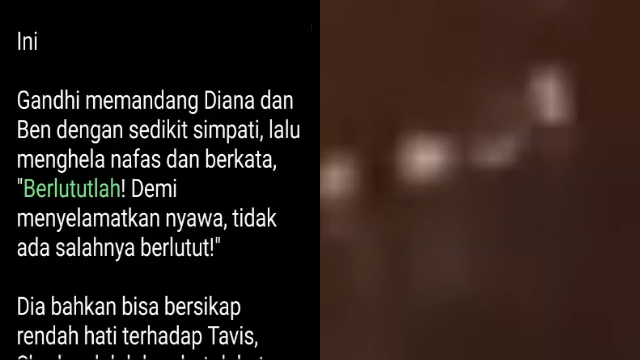 Ini
Gandhi memandang Diana dan
Ben dengan sedikit simpati, lalu
menghela nafas dan berkata,
"Berlututlah! Demi
menyelamatkan nyawa, tidak
ada salahnya berlutut!"
Dia bahkan bisa bersikap
rendah hati terhadap Tavis,